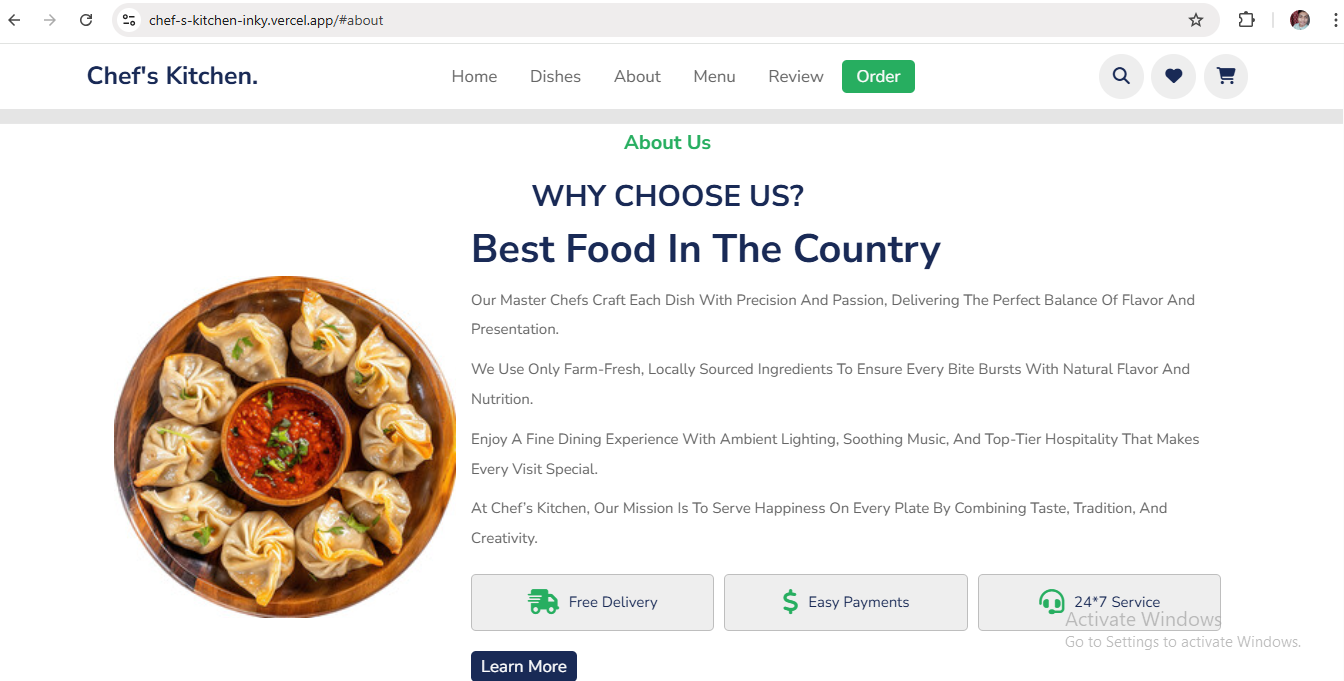 chef-s-kitchen-inky.vercel.app/#about
Chef's Kitchen.
Home Dishes About Menu Review Order
About Us
WHY CHOOSE US?
Best Food In The Country
Our Master Chefs Craft Each Dish With Precision And Passion, Delivering The Perfect Balance Of Flavor And
Presentation.
We Use Only Farm-Fresh, Locally Sourced Ingredients To Ensure Every Bite Bursts With Natural Flavor And
Nutrition.
Enjoy A Fine Dining Experience With Ambient Lighting, Soothing Music, And Top-Tier Hospitality That Makes
Every Visit Special.
At Chef’s Kitchen, Our Mission Is To Serve Happiness On Every Plate By Combining Taste, Tradition, And
Creativity.
Free Delivery
Easy Payments
24*7 Service
Activate Windows
Go to Settings to activate Windows.
Learn More